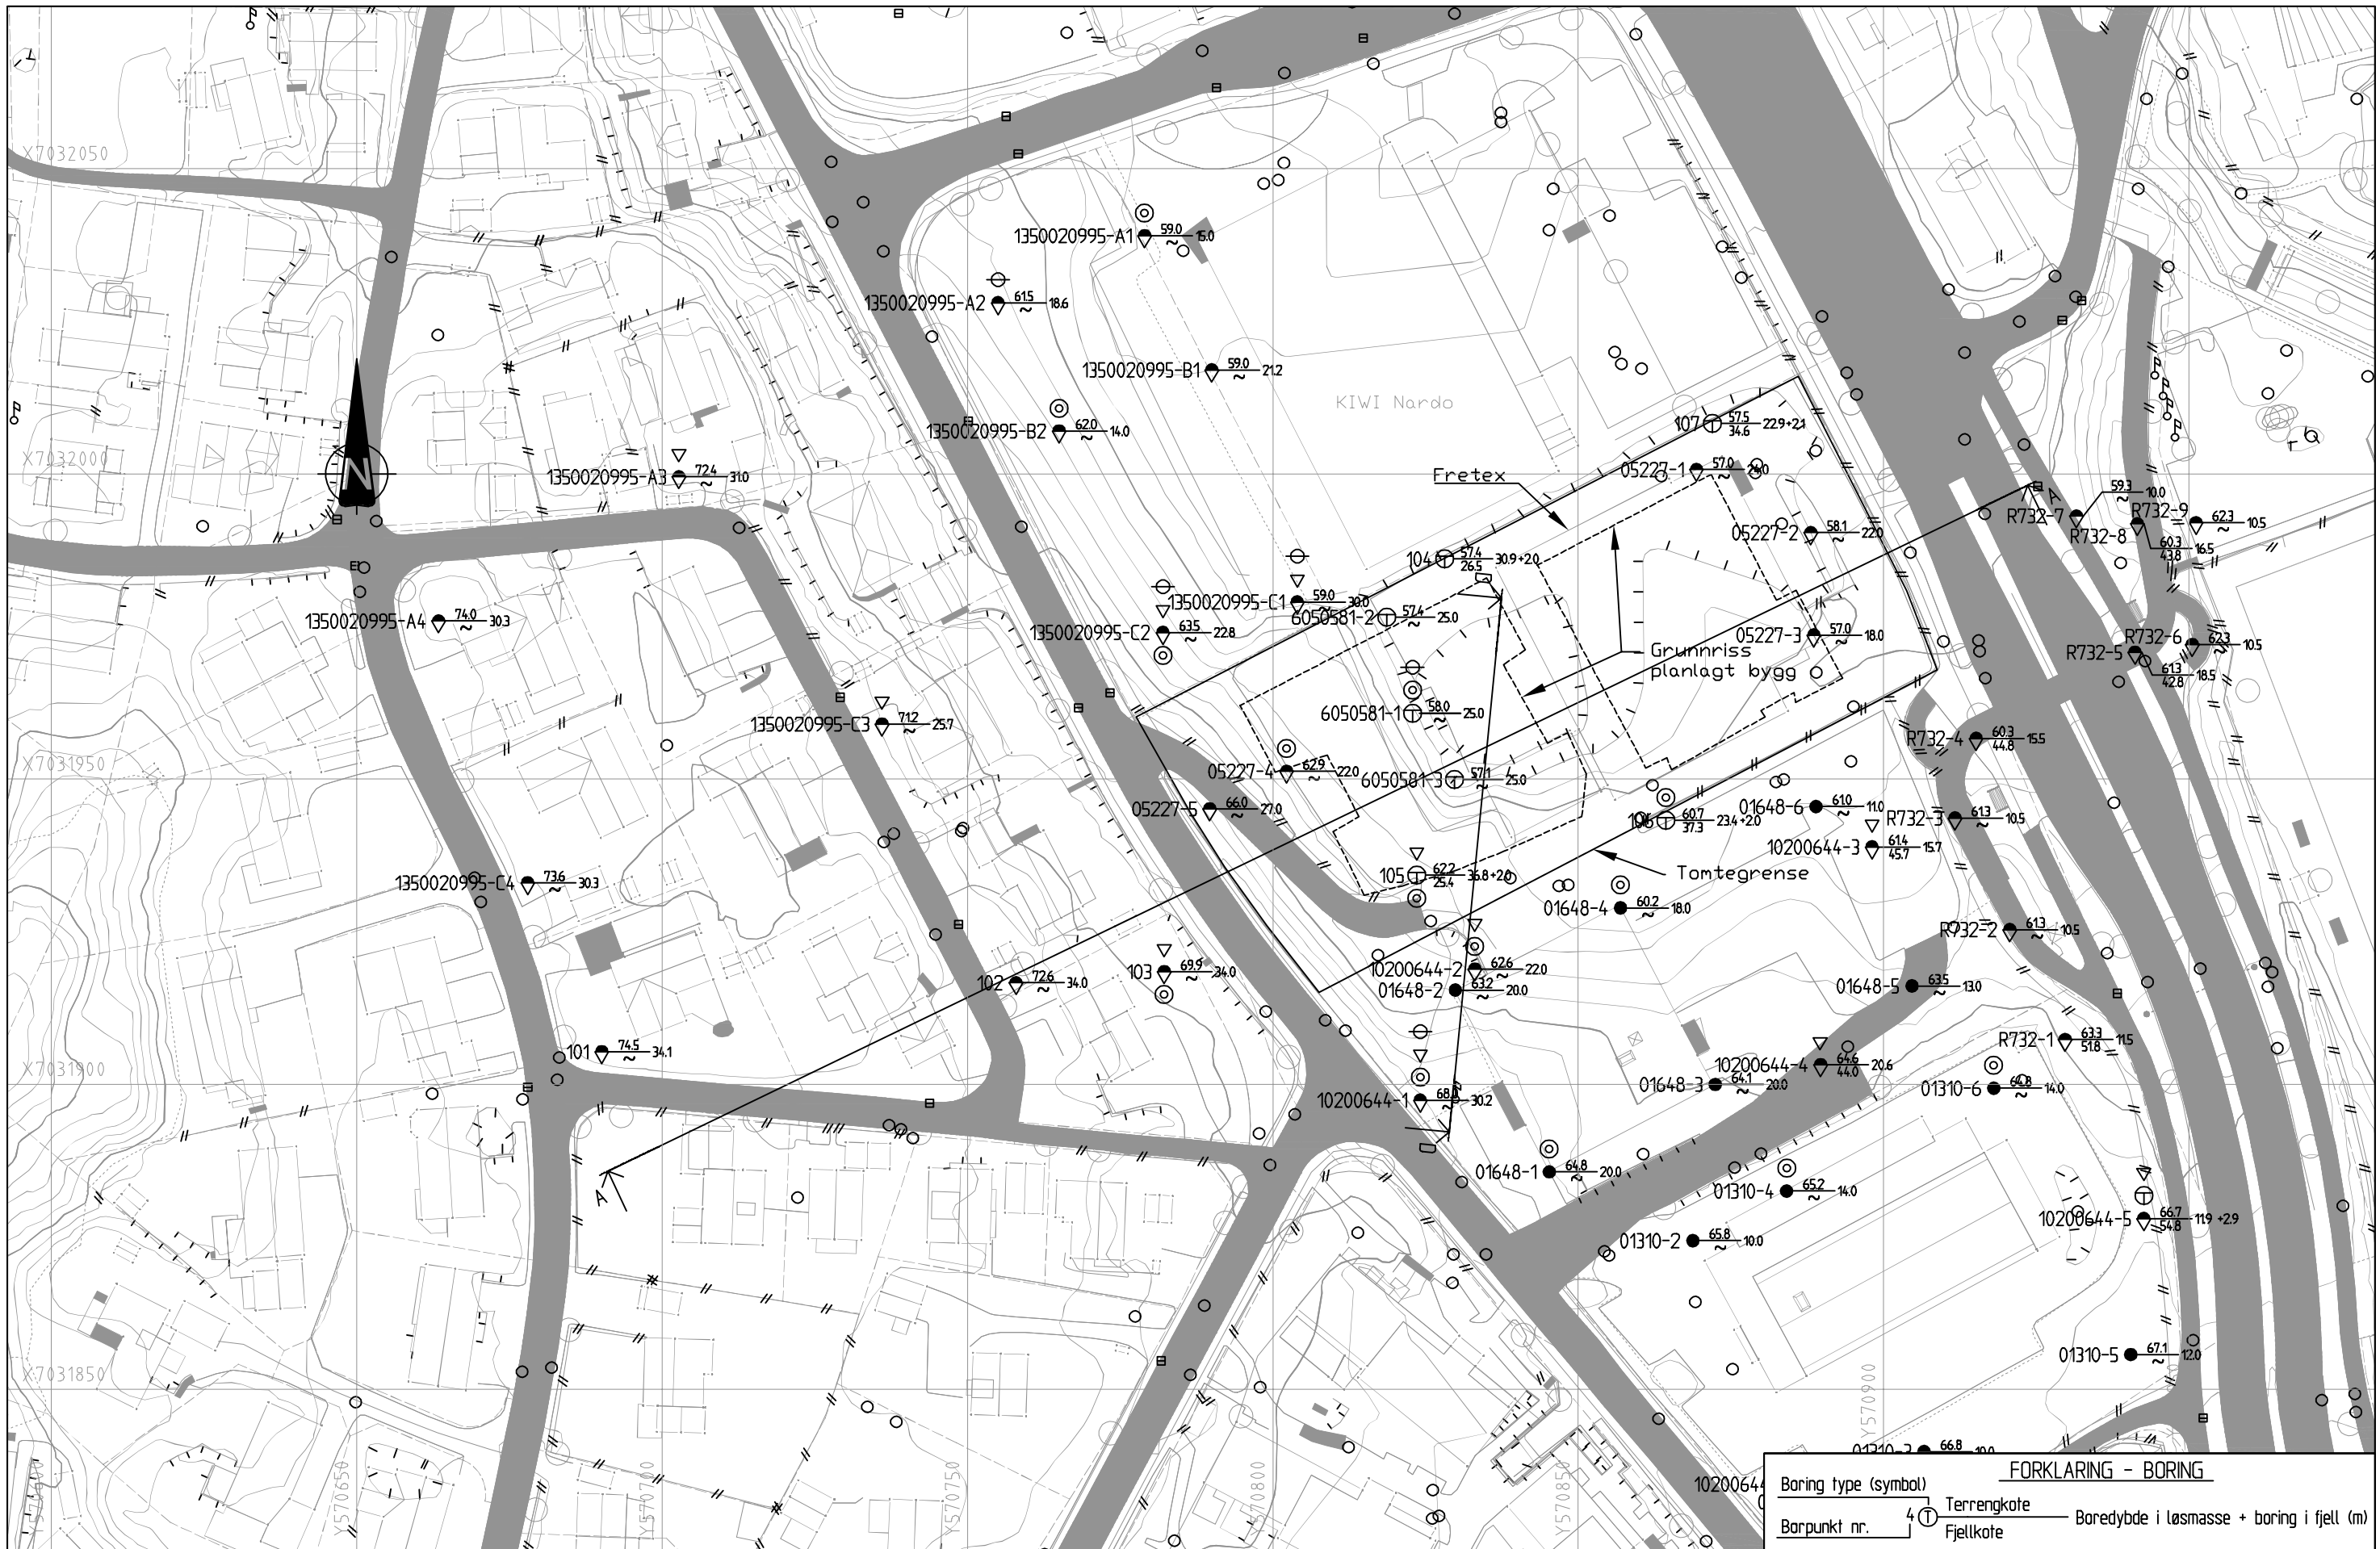 X7032050
1350020995-A1 59.0 ~ 15.0
1350020995-A2 61.5 ~ 18.6
1350020995-B1 59.0 ~ 21.2
KIWI Nardo
1350020995-B2 62.0 ~ 14.0
107 T 57.5 34.6 22.9+2.1
X7032000
N
1350020995-A3 72.4 ~ 31.0
Fretex
05227-1 57.0 ~ 24.0
A
R732-7 59.3 ~ 10.0
R732-8 60.3 43.8 16.5
R732-9 62.3 ~ 10.5
05227-2 58.1 ~ 22.0
104 T 57.4 26.5 30.9+2.0
1350020995-C1 59.0 ~ 30.0
6050581-2 T 57.4 ~ 25.0
1350020995-A4 74.0 ~ 30.3
1350020995-C2 63.5 ~ 22.8
05227-3 57.0 ~ 18.0
R732-6 62.3 ~ 10.5
R732-5 61.3 42.8 18.5
Grunnriss
planlagt bygg
1350020995-C3 71.2 ~ 25.7
6050581-1 T 58.0 ~ 25.0
R732-4 60.3 44.8 15.5
X7031950
05227-4 62.9 ~ 22.0
6050581-3 57.1 ~ 25.0
05227-5 66.0 ~ 27.0
01648-6 61.0 ~ 11.0
106 T 60.7 37.3 23.4+2.0
R732-3 61.3 ~ 10.5
10200644-3 61.4 45.7 15.7
Tomtegrense
105 T 62.2 25.4 36.8+2.0
1350020995-C4 73.6 ~ 30.3
01648-4 60.2 ~ 18.0
R732-2 61.3 ~ 10.5
103 69.9 ~ 34.0
102 72.6 ~ 34.0
10200644-2 62.6 ~ 22.0
01648-2 63.2 ~ 20.0
01648-5 63.5 ~ 13.0
101 74.5 ~ 34.1
R732-1 63.3 51.8 11.5
X7031900
10200644-4 64.6 44.0 20.6
01648-3 64.1 ~ 20.0
01310-6 ~ 14.0
10200644-1 ~ 30.2
A
01648-1 64.8 ~ 20.0
01310-4 65.2 ~ 14.0
T
10200644-5 66.7 54.8 11.9 +2.9
01310-2 65.8 ~ 10.0
01310-5 67.1 ~ 12.0
X7031850
Y570650
Y570700
Y570750
Y570800
Y570850
Y570900
01310-3 66.8
FORKLARING - BORING
Boring type (symbol)
Borpunkt nr.
4 T
Terrengkote
Fjellkote
Boredybde i løsmasse + boring i fjell (m)